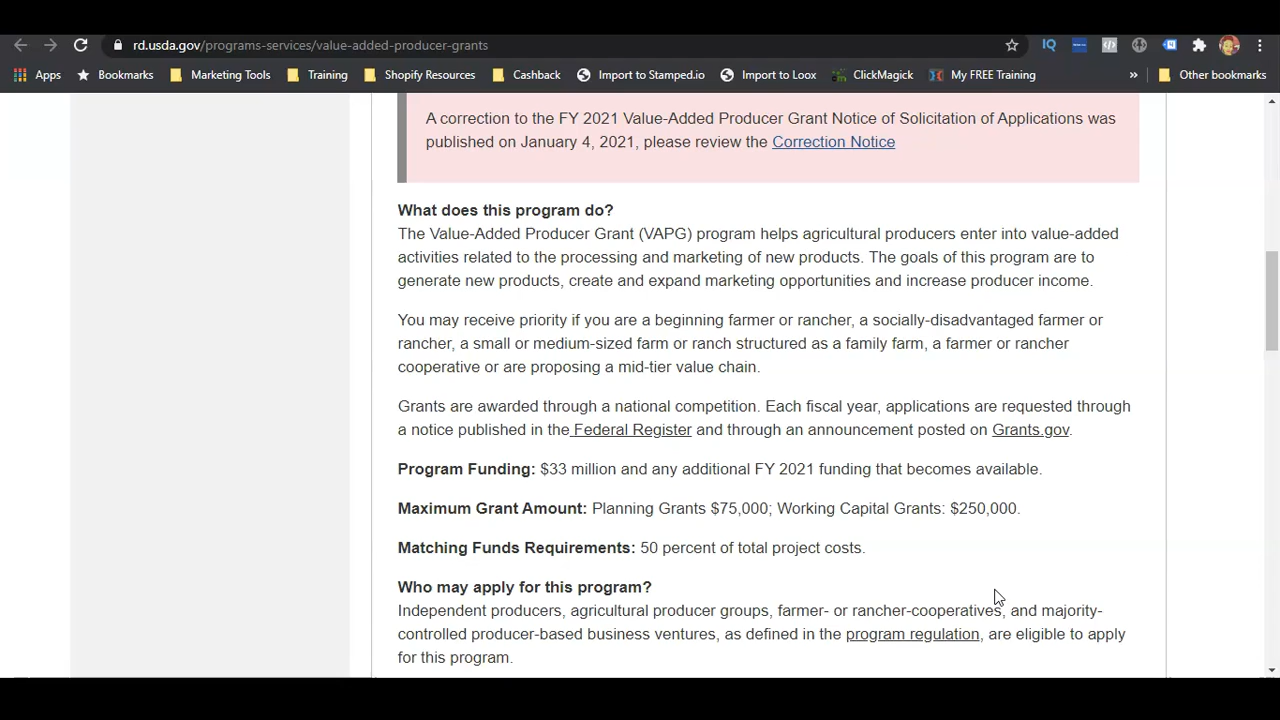 rd.usda.gov/programs-services/value-added-producer-grants
Apps Bookmarks Marketing Tools Training Shopify Resources Cashback Import to Stamped.io Import to Loox ClickMagick My FREE Training » Other bookmarks
A correction to the FY 2021 Value-Added Producer Grant Notice of Solicitation of Applications was
published on January 4, 2021, please review the Correction Notice
What does this program do?
The Value-Added Producer Grant (VAPG) program helps agricultural producers enter into value-added
activities related to the processing and marketing of new products. The goals of this program are to
generate new products, create and expand marketing opportunities and increase producer income.
You may receive priority if you are a beginning farmer or rancher, a socially-disadvantaged farmer or
rancher, a small or medium-sized farm or ranch structured as a family farm, a farmer or rancher
cooperative or are proposing a mid-tier value chain.
Grants are awarded through a national competition. Each fiscal year, applications are requested through
a notice published in the Federal Register and through an announcement posted on Grants.gov.
Program Funding: $33 million and any additional FY 2021 funding that becomes available.
Maximum Grant Amount: Planning Grants $75,000; Working Capital Grants: $250,000.
Matching Funds Requirements: 50 percent of total project costs.
Who may apply for this program?
Independent producers, agricultural producer groups, farmer- or rancher-cooperatives, and majority-
controlled producer-based business ventures, as defined in the program regulation, are eligible to apply
for this program.